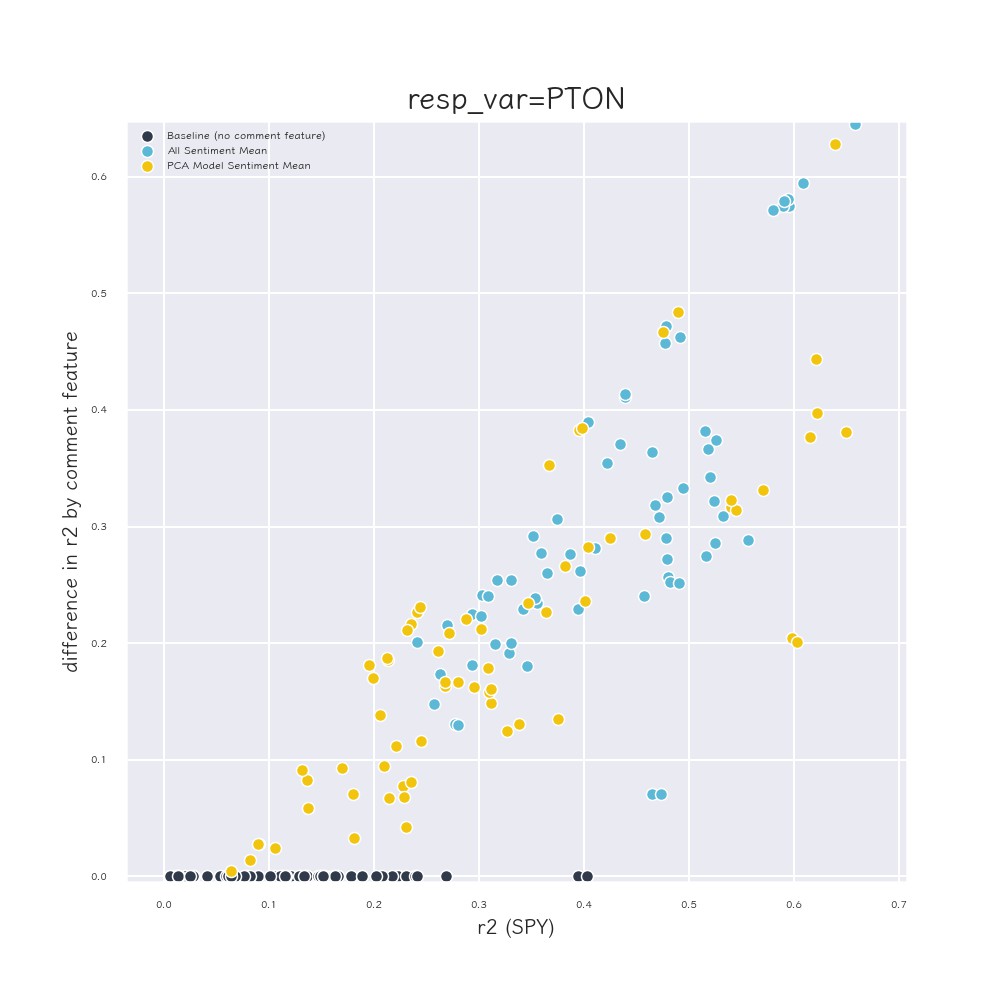 resp_var=PTON
Baseline (no comment feature)
All Sentiment Mean
PCA Model Sentiment Mean
difference in r2 by comment feature
0.6
0.5
0.4
0.3
0.2
0.1
0.0
0.0 0.1 0.2 0.3 0.4 0.5 0.6 0.7
r2 (SPY)